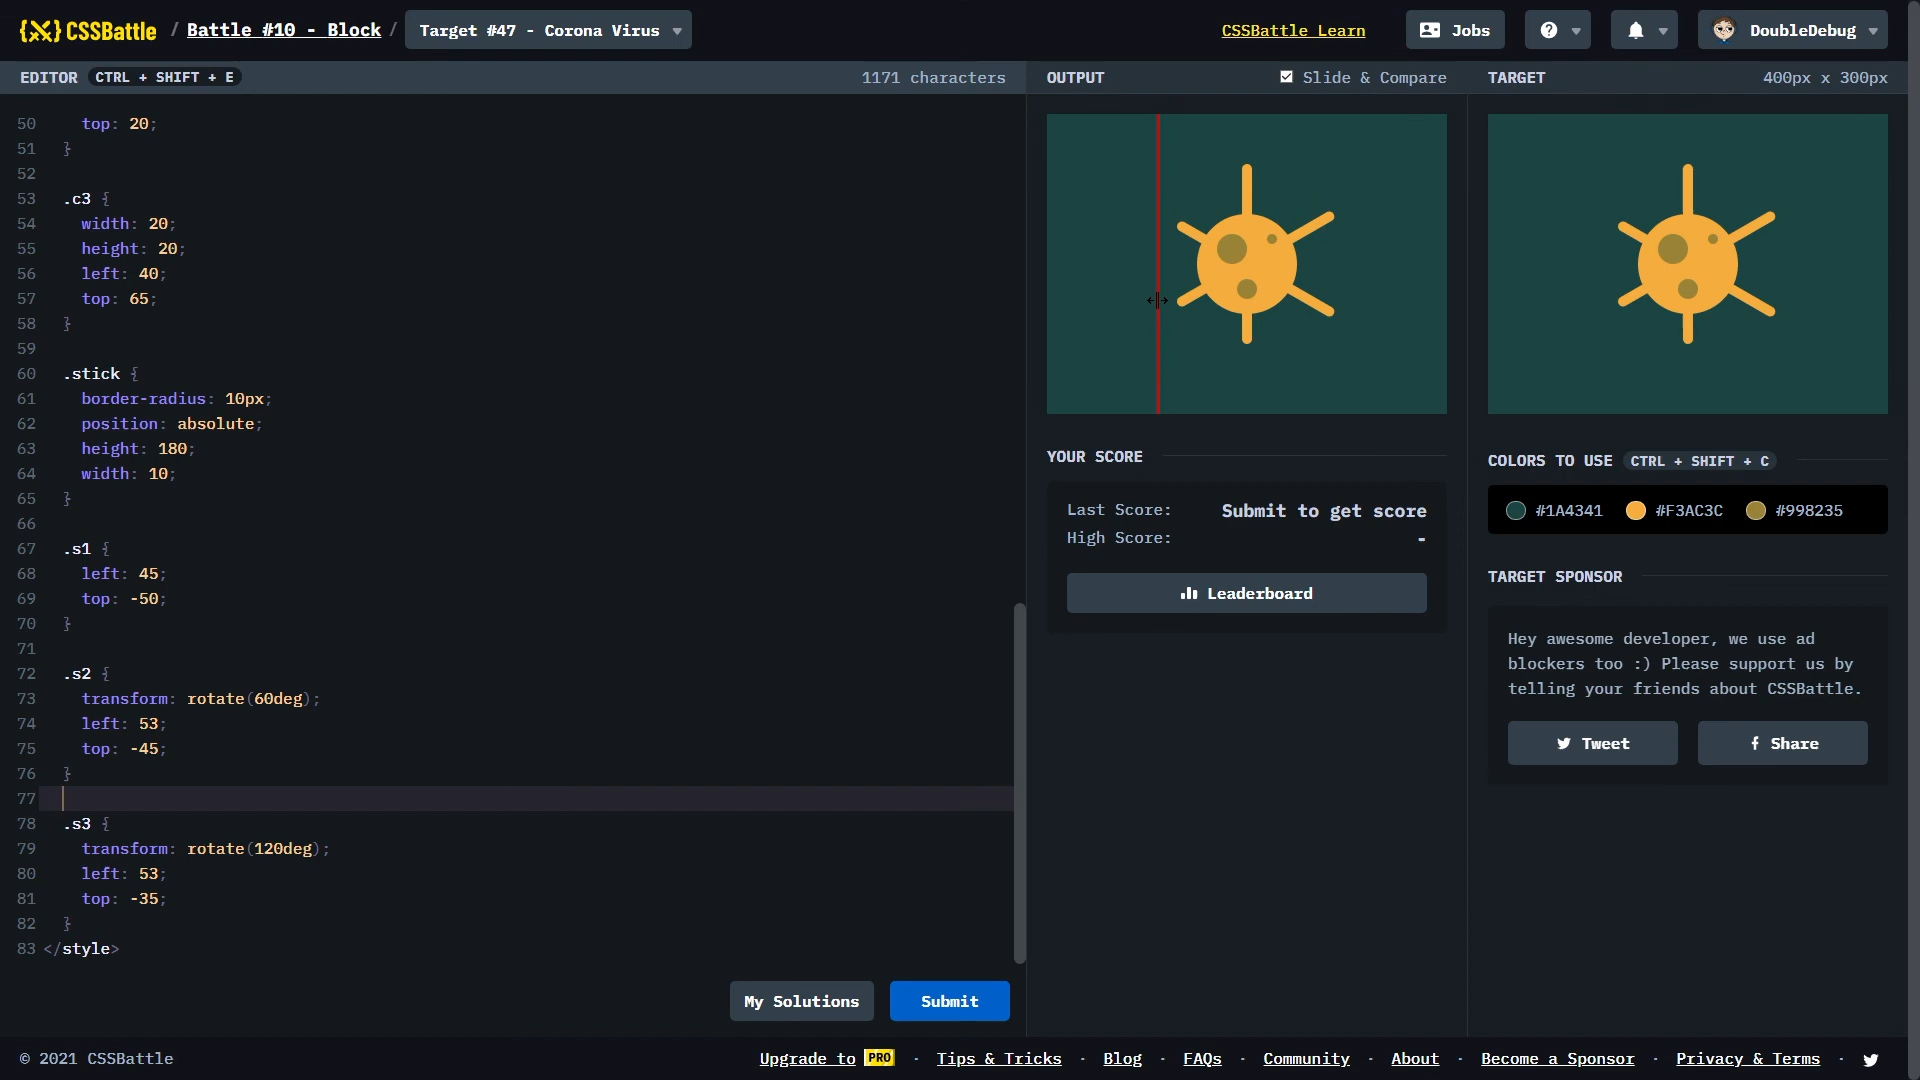 CSSBattle / Battle #10 - Block / Target #47 - Corona Virus
CSSBattle Learn
Jobs
DoubleDebug
EDITOR CTRL + SHIFT + E
1171 characters
OUTPUT
Slide & Compare
TARGET
400px x 300px
50 top: 20;
51 }
52
53 .c3 {
54 width: 20;
55 height: 20;
56 left: 40;
57 top: 65;
58 }
59
60 .stick {
61 border-radius: 10px;
62 position: absolute;
63 height: 180;
64 width: 10;
65 }
66
67 .s1 {
68 left: 45;
69 top: -50;
70 }
71
72 .s2 {
73 transform: rotate(60deg);
74 left: 53;
75 top: -45;
76 }
77
78 .s3 {
79 transform: rotate(120deg);
80 left: 53;
81 top: -35;
82 }
83 </style>
My Solutions
Submit
YOUR SCORE
Last Score: Submit to get score
High Score: -
Leaderboard
COLORS TO USE CTRL + SHIFT + C
#1A4341 #F3AC3C #998235
TARGET SPONSOR
Hey awesome developer, we use ad
blockers too :) Please support us by
telling your friends about CSSBattle.
Tweet
Share
© 2021 CSSBattle
Upgrade to PRO · Tips & Tricks · Blog · FAQs · Community · About · Become a Sponsor · Privacy & Terms ·